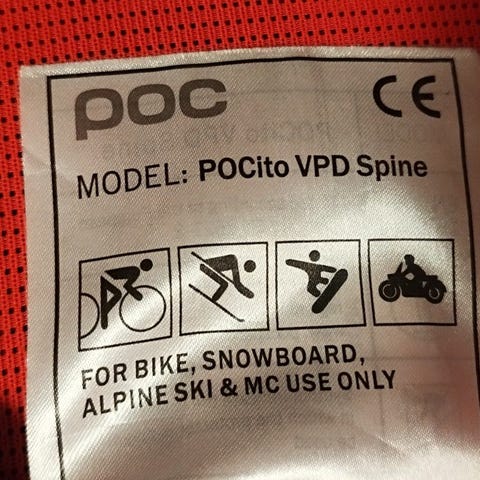 POC CE
MODEL: POCito VPD Spine
FOR BIKE, SNOWBOARD,
ALPINE SKI & MC USE ONLY